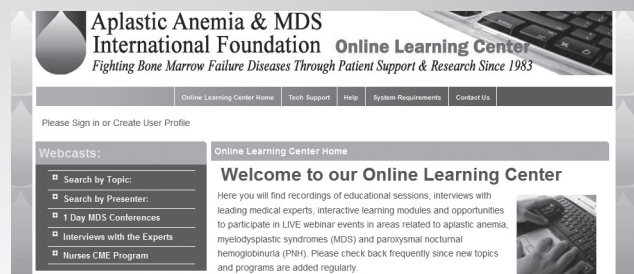 Aplastic Anemia & MDS
International Foundation Online Learning Center
Fighting Bone Marrow Failure Diseases Through Patient Support & Research Since 1983
Online Learning Center Home Tech Support Help System Requirements Contact Us
Please Sign in or Create User Profile
Webcasts:
Search by Topic:
Search by Presenter:
1 Day MDS Conferences
Interviews with the Experts
Nurses CME Program
Online Learning Center Home
Welcome to our Online Learning Center
Here you will find recordings of educational sessions, interviews with
leading medical experts, interactive learning modules and opportunities
to participate in LIVE webinar events in areas related to aplastic anemia,
myelodysplastic syndromes (MDS) and paroxysmal nocturnal
hemoglobinuria (PNH). Please check back frequently since new topics
and programs are added regularly.